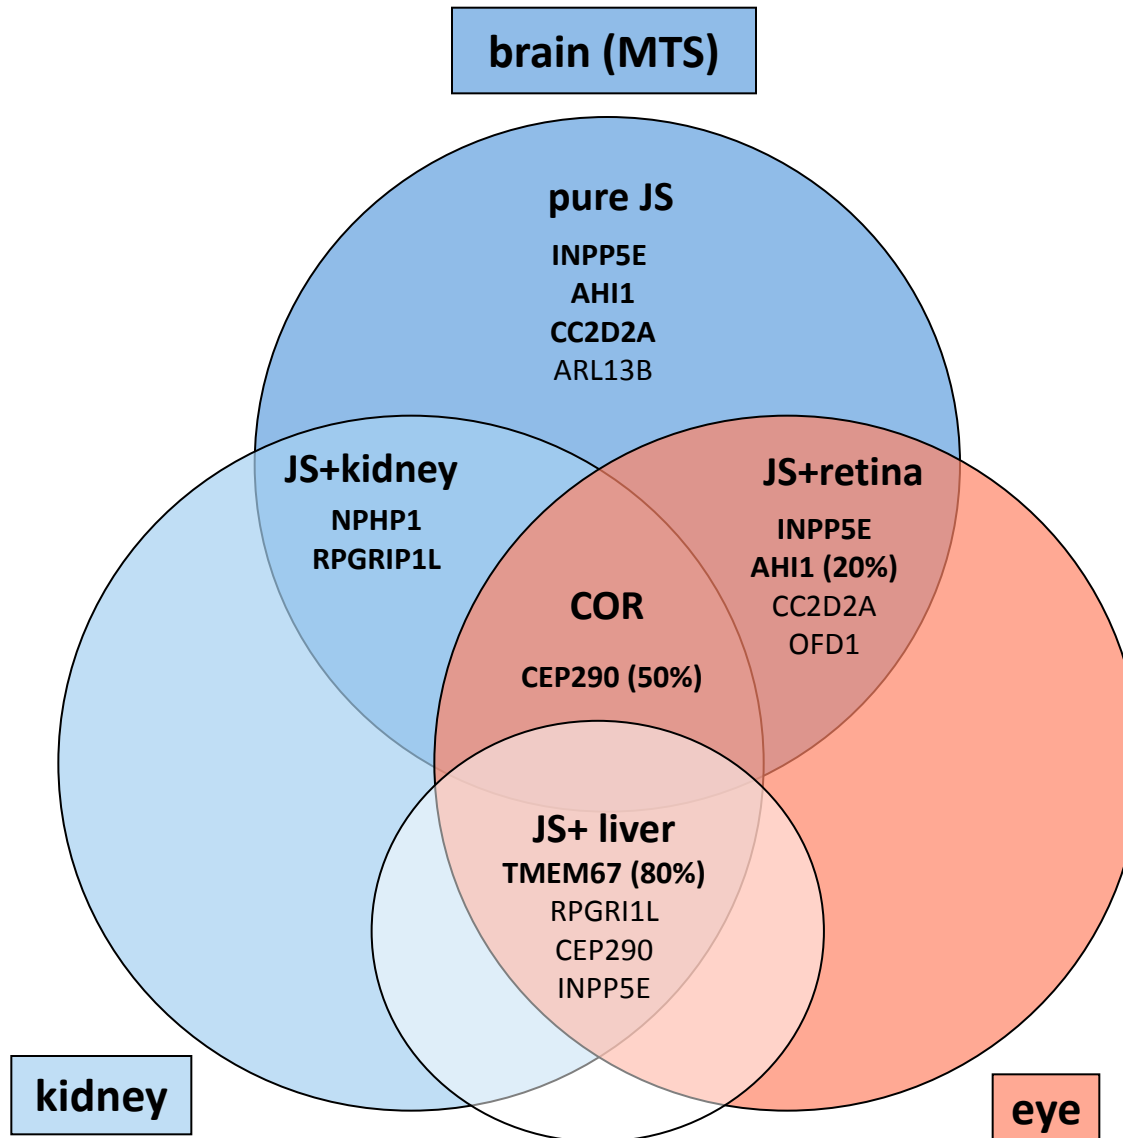 brain (MTS)
pure JS
INPP5E
AHI1
CC2D2A
ARL13B
JS+kidney
NPHP1
RPGRIP1L
JS+retina
INPP5E
AHI1 (20%)
CC2D2A
OFD1
COR
CEP290 (50%)
JS+ liver
TMEM67 (80%)
RPGRI1L
CEP290
INPP5E
kidney
eye